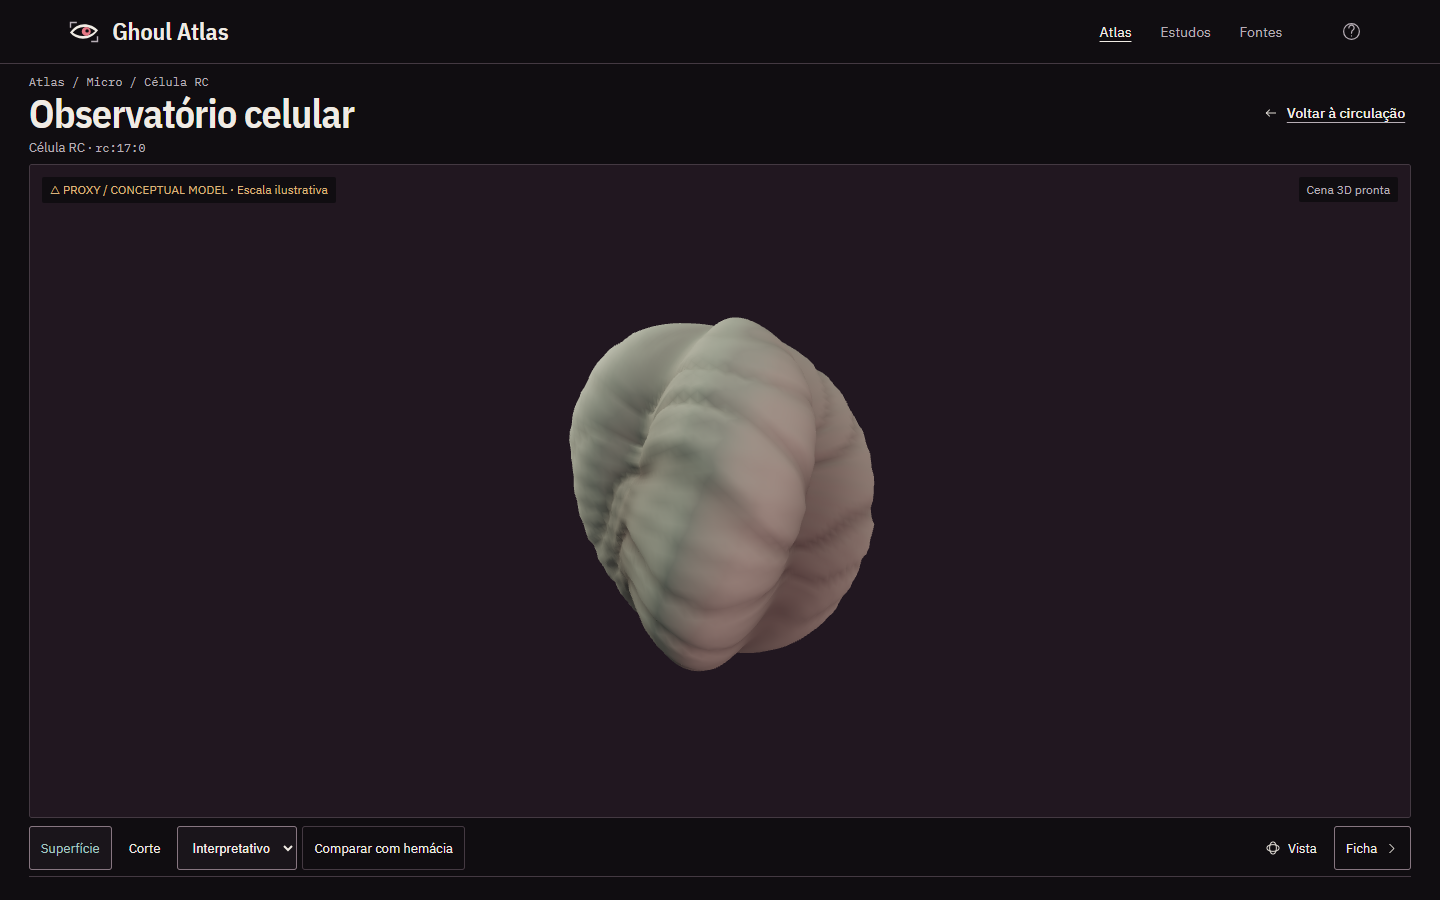 Ghoul Atlas
Atlas Estudos Fontes
Atlas / Micro / Célula RC
Observatório celular
← Voltar à circulação
Célula RC · rc:17:0
△ PROXY / CONCEPTUAL MODEL · Escala ilustrativa
Cena 3D pronta
Superfície Corte Interpretativo Comparar com hemácia Vista Ficha